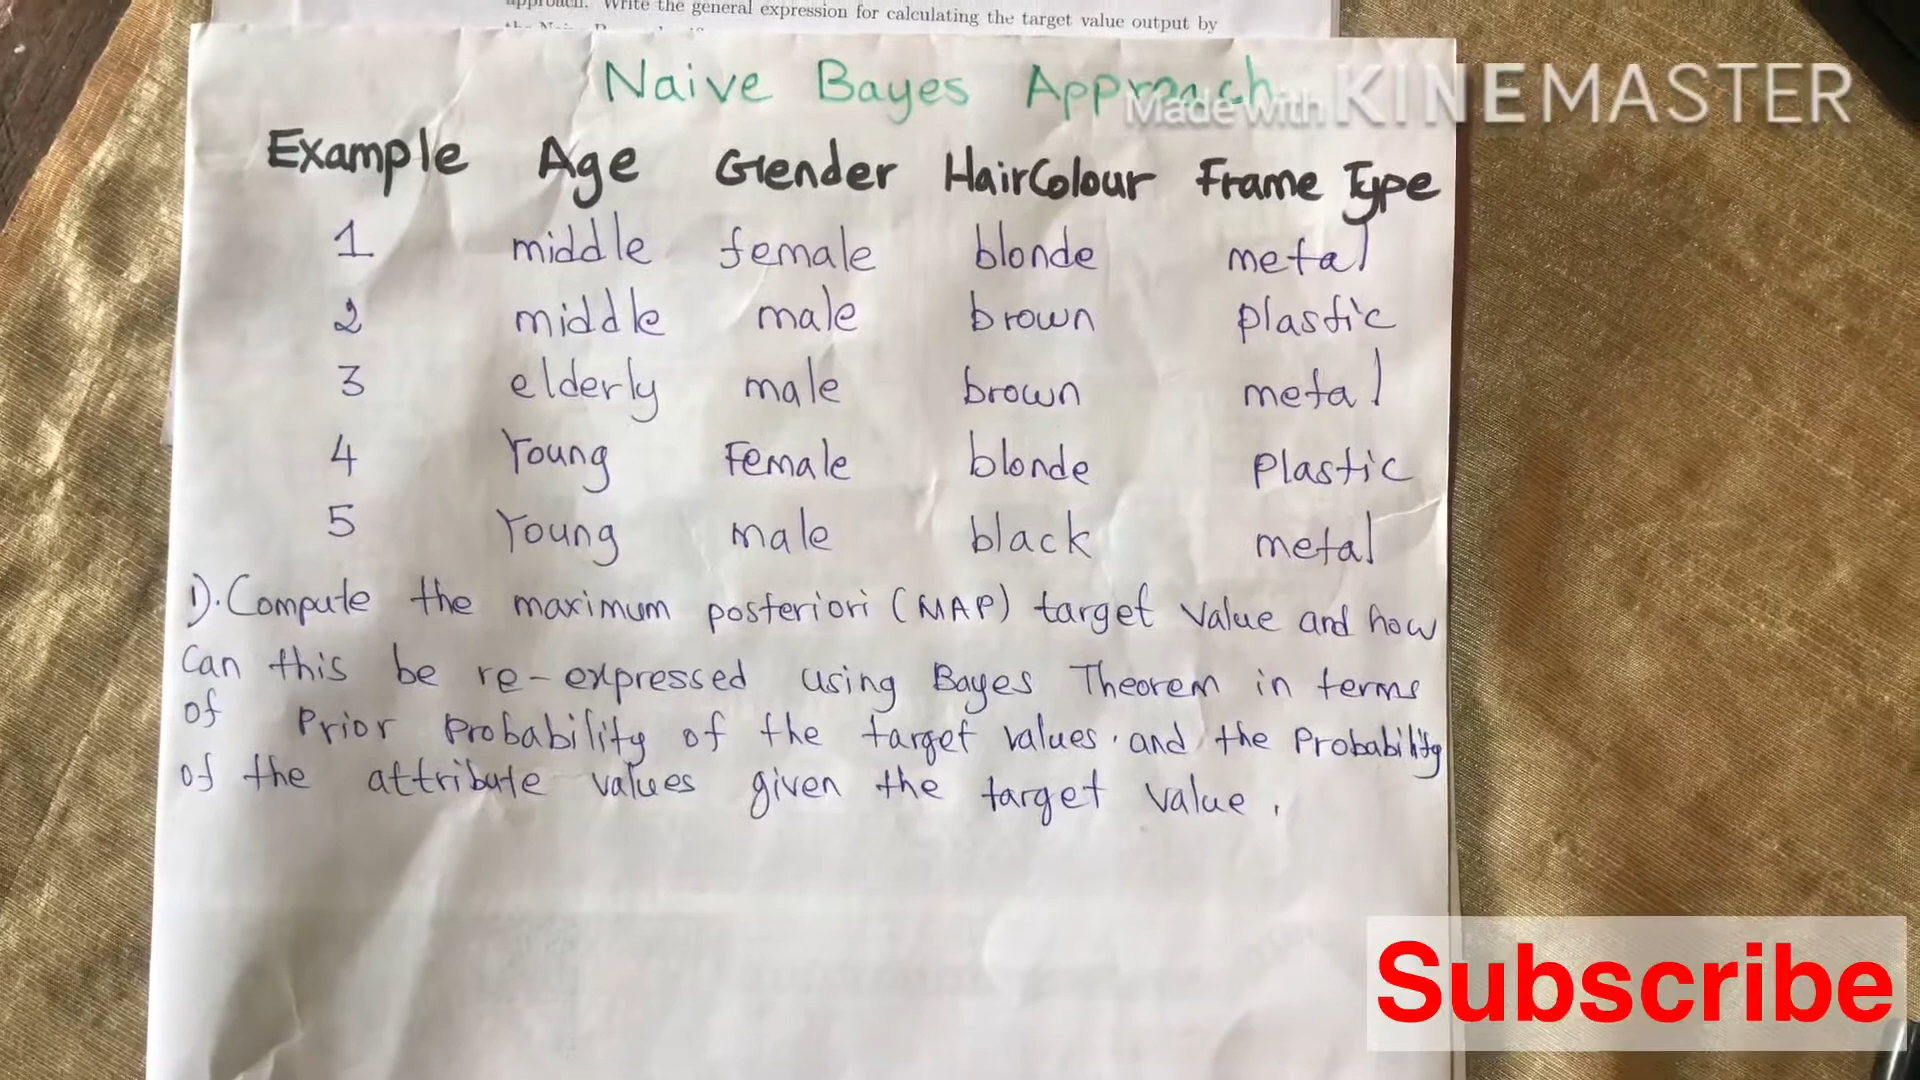 approach. Write the general expression for calculating the target value output by
Naive Bayes Approach
Made with KINEMASTER
Example Age Gender HairColour Frame Type
1 middle female blonde metal
2 middle male brown plastic
3 elderly male brown metal
4 Young Female blonde Plastic
5 Young male black metal
1). Compute the maximum posteriori (MAP) target value and how
Can this be re-expressed using Bayes Theorem in terms
of Prior Probability of the target values. and the Probability
of the attribute values given the target value.
Subscribe